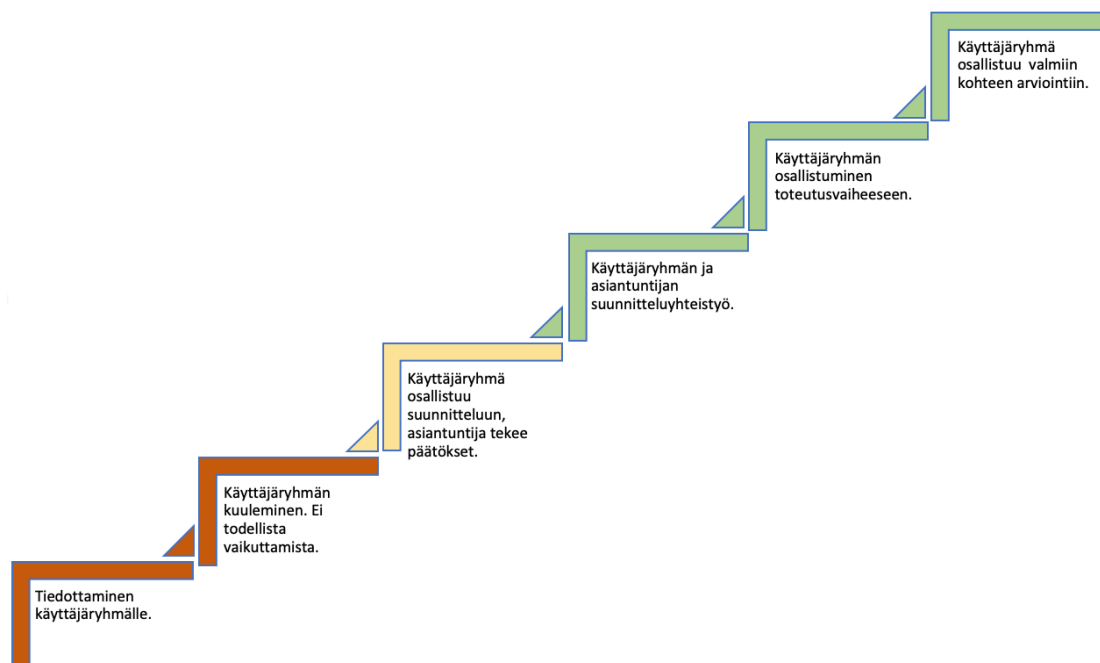 Käyttäjäryhmä
osallistuu valmiin
kohteen arviointiin.
Käyttäjäryhmän
osallistuminen
toteutusvaiheeseen.
Käyttäjäryhmän ja
asiantuntijan
suunnitteluyhteistyö.
Käyttäjäryhmä
osallistuu
suunnitteluun,
asiantuntija tekee
päätökset.
Käyttäjäryhmän
kuuleminen. Ei
todellista
vaikuttamista.
Tiedottaminen
käyttäjäryhmälle.